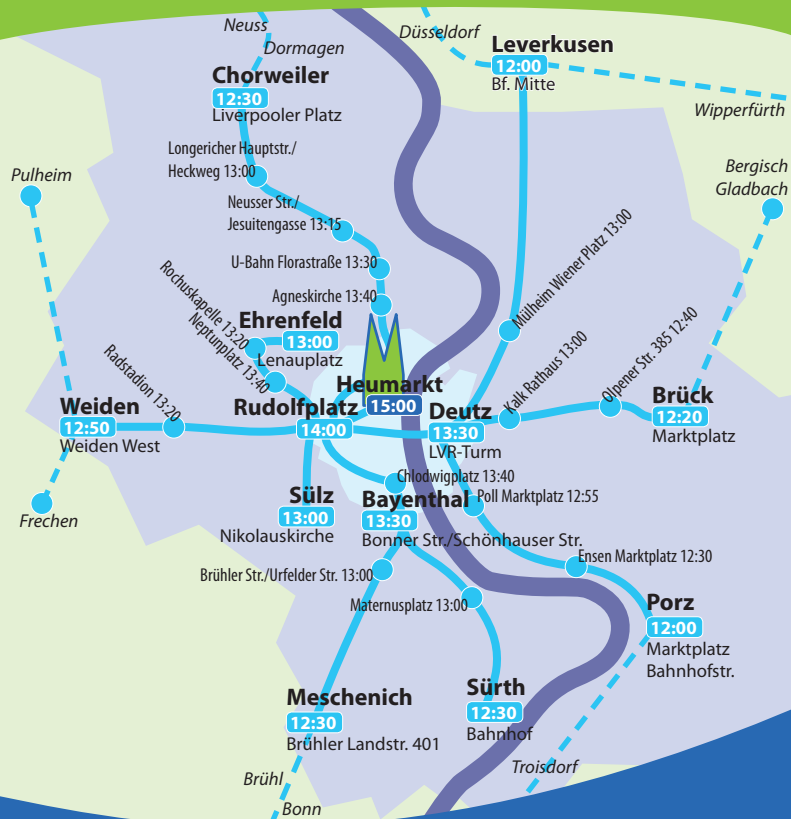 Neuss
Dormagen
Düsseldorf
Leverkusen
12:00
Bf. Mitte
Chorweiler
12:30
Liverpooler Platz
Wipperfürth
Longericher Hauptstr./
Heckweg 13:00
Pulheim
Bergisch
Gladbach
Neusser Str./
Jesuitengasse 13:15
Mülheim Wiener Platz 13:00
U-Bahn Florastraße 13:30
Agneskirche 13:40
Rochuskapelle 13:20
Neptunplatz 13:40
Ehrenfeld
13:00
Lenauplatz
Radstadion 13:20
Kalk Rathaus 13:00
Olpener Str. 385 12:40
Heumarkt
15:00
Brück
12:20
Marktplatz
Weiden
12:50
Weiden West
Rudolfplatz
14:00
Deutz
13:30
LVR-Turm
Chlodwigplatz 13:40
Sülz
13:00
Nikolauskirche
Bayenthal
13:30
Bonner Str./Schönhauser Str.
Poll Marktplatz 12:55
Frechen
Ensen Marktplatz 12:30
Brühler Str./Urfelder Str. 13:00
Maternusplatz 13:00
Porz
12:00
Marktplatz
Bahnhofstr.
Meschenich
12:30
Brühler Landstr. 401
Sürth
12:30
Bahnhof
Troisdorf
Brühl
Bonn